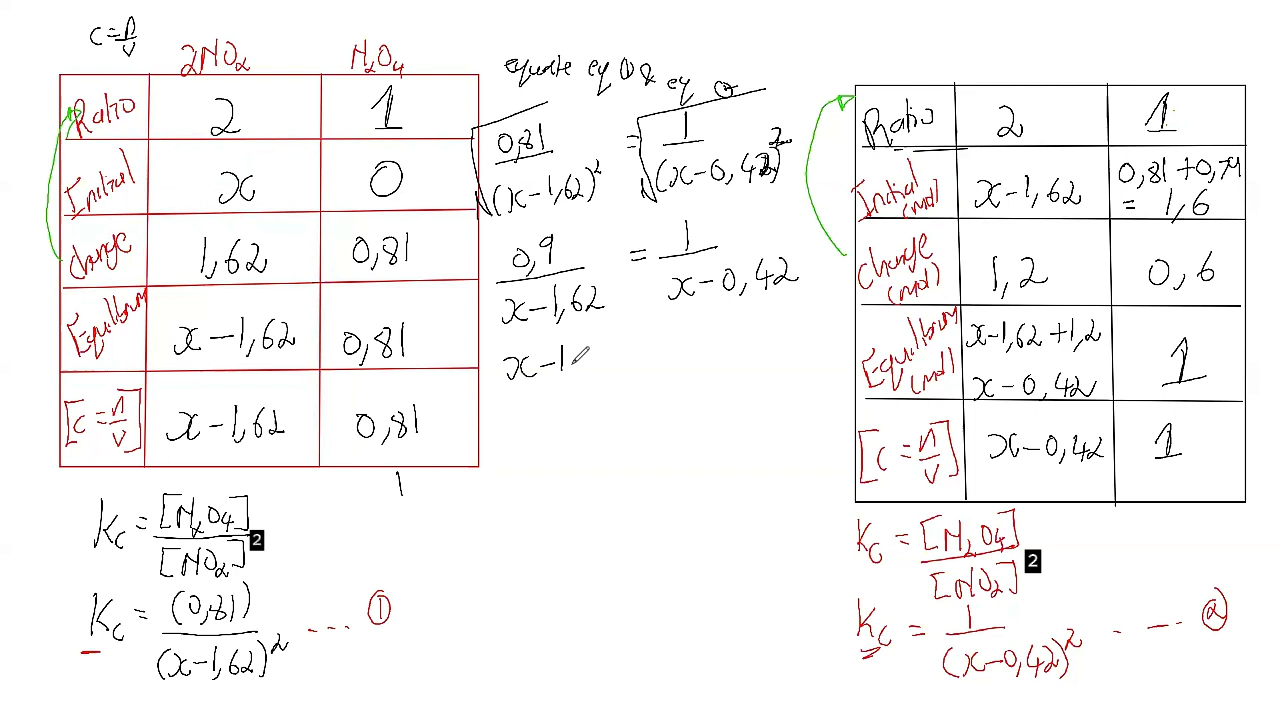 c = n/v
2NO₂ N₂O₄
Ratio 2 1
Initial x 0
Change 1,62 0,81
Equilibrium x-1,62 0,81
[c = n/v] x-1,62 0,81
1
Kc = [N₂O₄] / [NO₂] 2
Kc = (0,81) / (x-1,62)² .... ①
equate eq ① & eq ②
√(0,81 / (x-1,62)²) = √(1 / (x-0,42)²)
0,9 / x-1,62 = 1 / x-0,42
x-1
Ratio 2 1
Initial (mol) x-1,62 0,81+0,79 = 1,6
Change (mol) 1,2 0,6
Equilibrium (mol) x-1,62+1,2 1
x-0,42
[c = n/v] x-0,42 1
Kc = [N₂O₄] / [NO₂] 2
Kc = 1 / (x-0,42)² .... ②